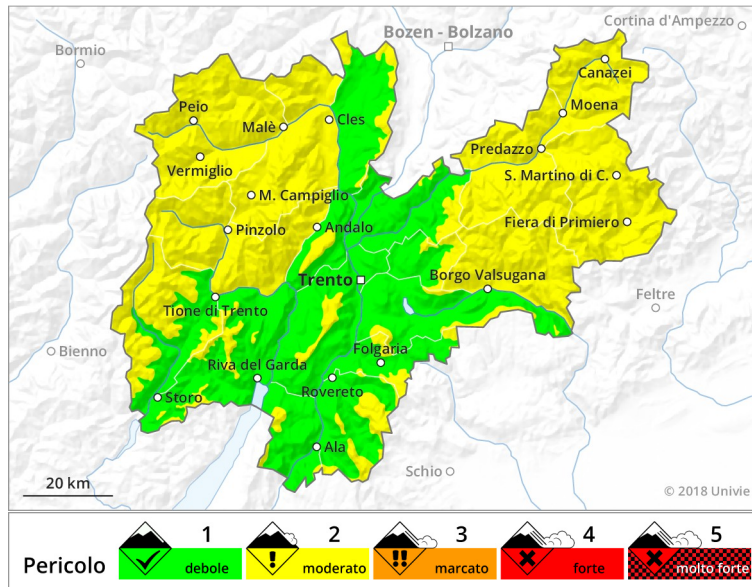 Cortina d'Ampezzo
Bozen - Bolzano
Bormio
Canazei
Peio
Moena
Malè
Cles
Predazzo
Vermiglio
S. Martino di C.
M. Campiglio
Fiera di Primiero
Andalo
Pinzolo
Trento
Borgo Valsugana
Feltre
Tione di Trento
Bienno
Folgaria
Riva del Garda
Rovereto
Storo
Ala
Schio
20 km
© 2018 Univie
Pericolo
1 debole
! 2 moderato
!! 3 marcato
4 forte
5 molto forte